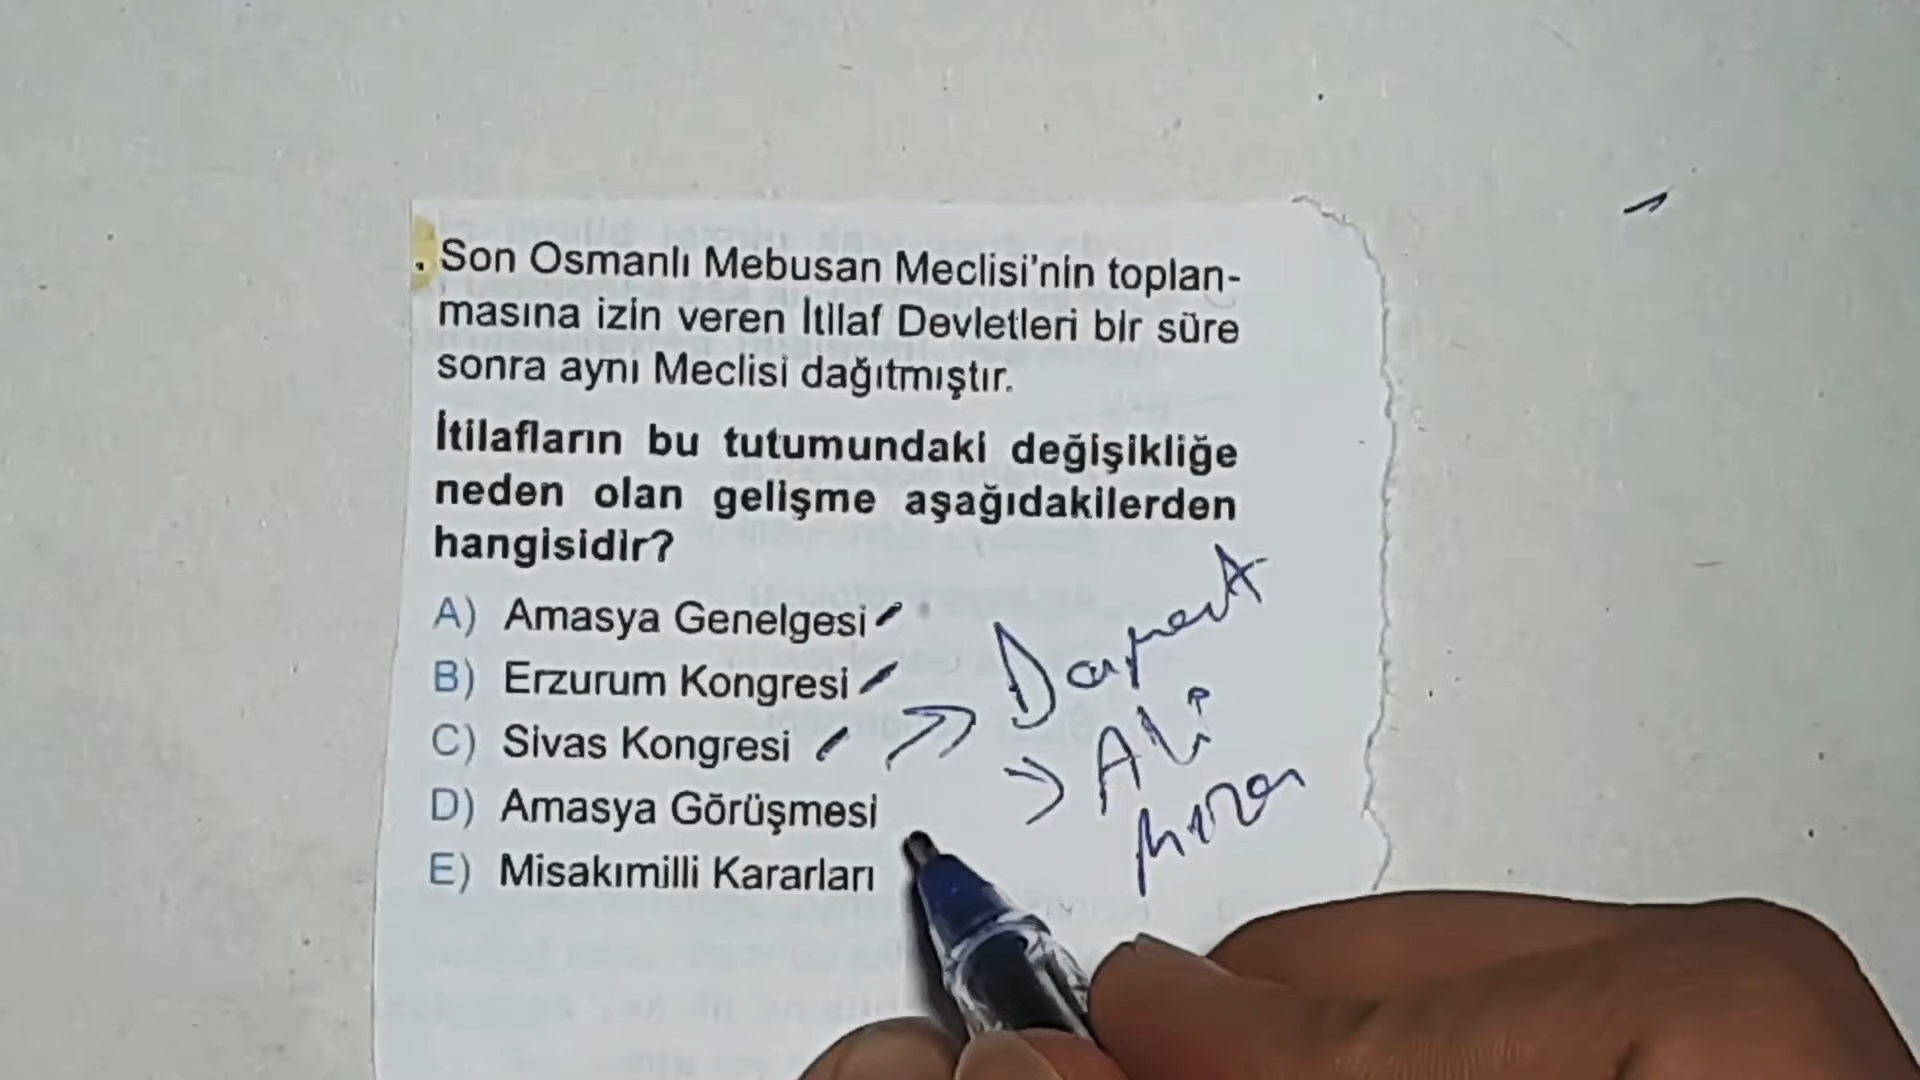 . Son Osmanlı Mebusan Meclisi'nin toplan-
masına izin veren İtilaf Devletleri bir süre
sonra aynı Meclisi dağıtmıştır.
İtilafların bu tutumundaki değişikliğe
neden olan gelişme aşağıdakilerden
hangisidir?
A) Amasya Genelgesi
B) Erzurum Kongresi
C) Sivas Kongresi
D) Amasya Görüşmesi
E) Misakımilli Kararları
Ali